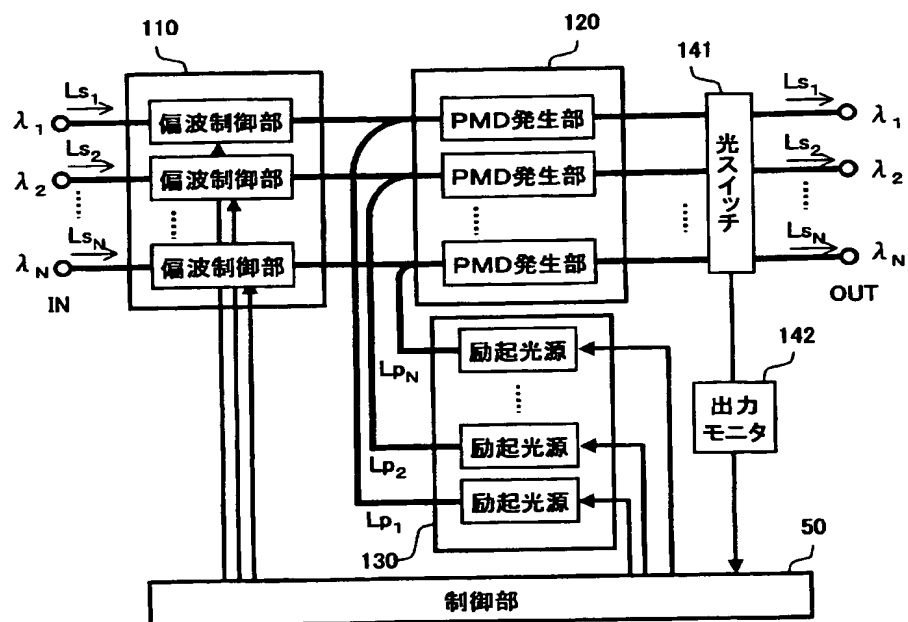 110
120
141
Ls1
λ1
偏波制御部
PMD発生部
Ls1
λ1
Ls2
λ2
偏波制御部
PMD発生部
光スイッチ
Ls2
λ2
LsN
λN
偏波制御部
PMD発生部
LsN
λN
IN
OUT
励起光源
LpN
142
出力
モニタ
励起光源
Lp2
励起光源
Lp1
130
50
制御部